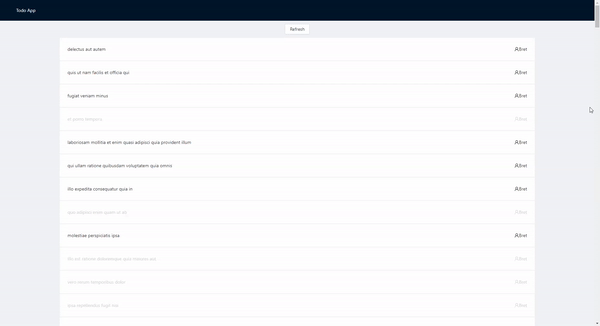 Todo App
Refresh
delectus aut autem
Bret
quis ut nam facilis et officia qui
Bret
fugiat veniam minus
Bret
et porro tempora
Bret
laboriosam mollitia et enim quasi adipisci quia provident illum
Bret
qui ullam ratione quibusdam voluptatem quia omnis
Bret
illo expedita consequatur quia in
Bret
quo adipisci enim quam ut ab
Bret
molestiae perspiciatis ipsa
Bret
illo est ratione doloremque quia maiores aut
Bret
vero rerum temporibus dolor
Bret
ipsa repellendus fugit nisi
Bret